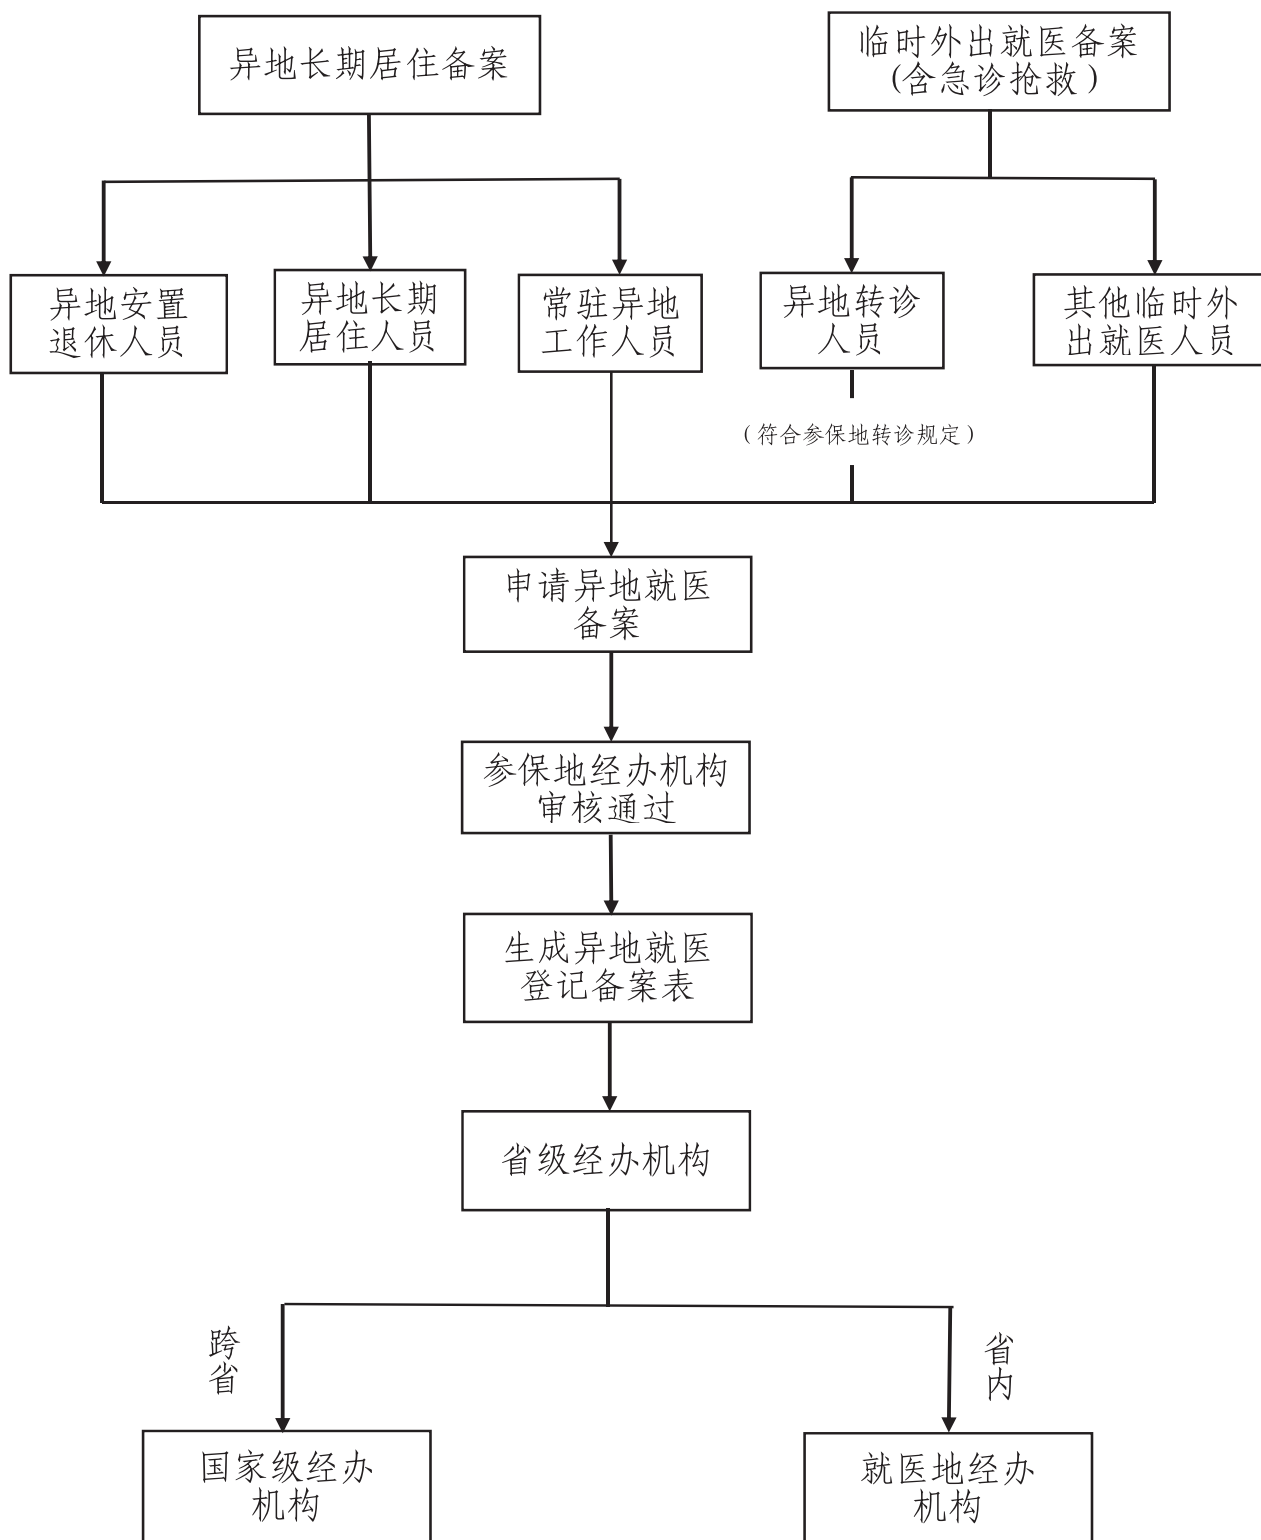 异地长期居住备案
临时外出就医备案
(含急诊抢救)
异地安置
退休人员
异地长期
居住人员
常驻异地
工作人员
异地转诊
人员
其他临时外
出就医人员
(符合参保地转诊规定)
申请异地就医
备案
参保地经办机构
审核通过
生成异地就医
登记备案表
省级经办机构
跨
省
省
内
国家级经办
机构
就医地经办
机构